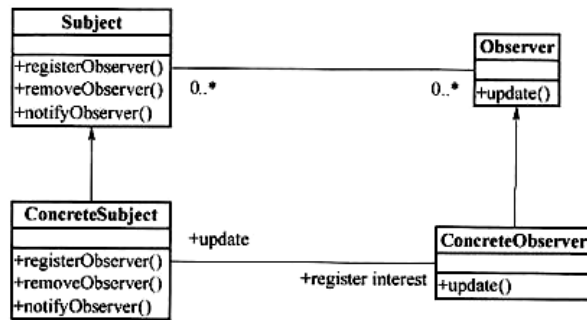 Subject
+registerObserver()
+removeObserver()
+notifyObserver()
0..*
0..*
Observer
+update()
ConcreteSubject
+registerObserver()
+removeObserver()
+notifyObserver()
+update
+register interest
ConcreteObserver
+update()